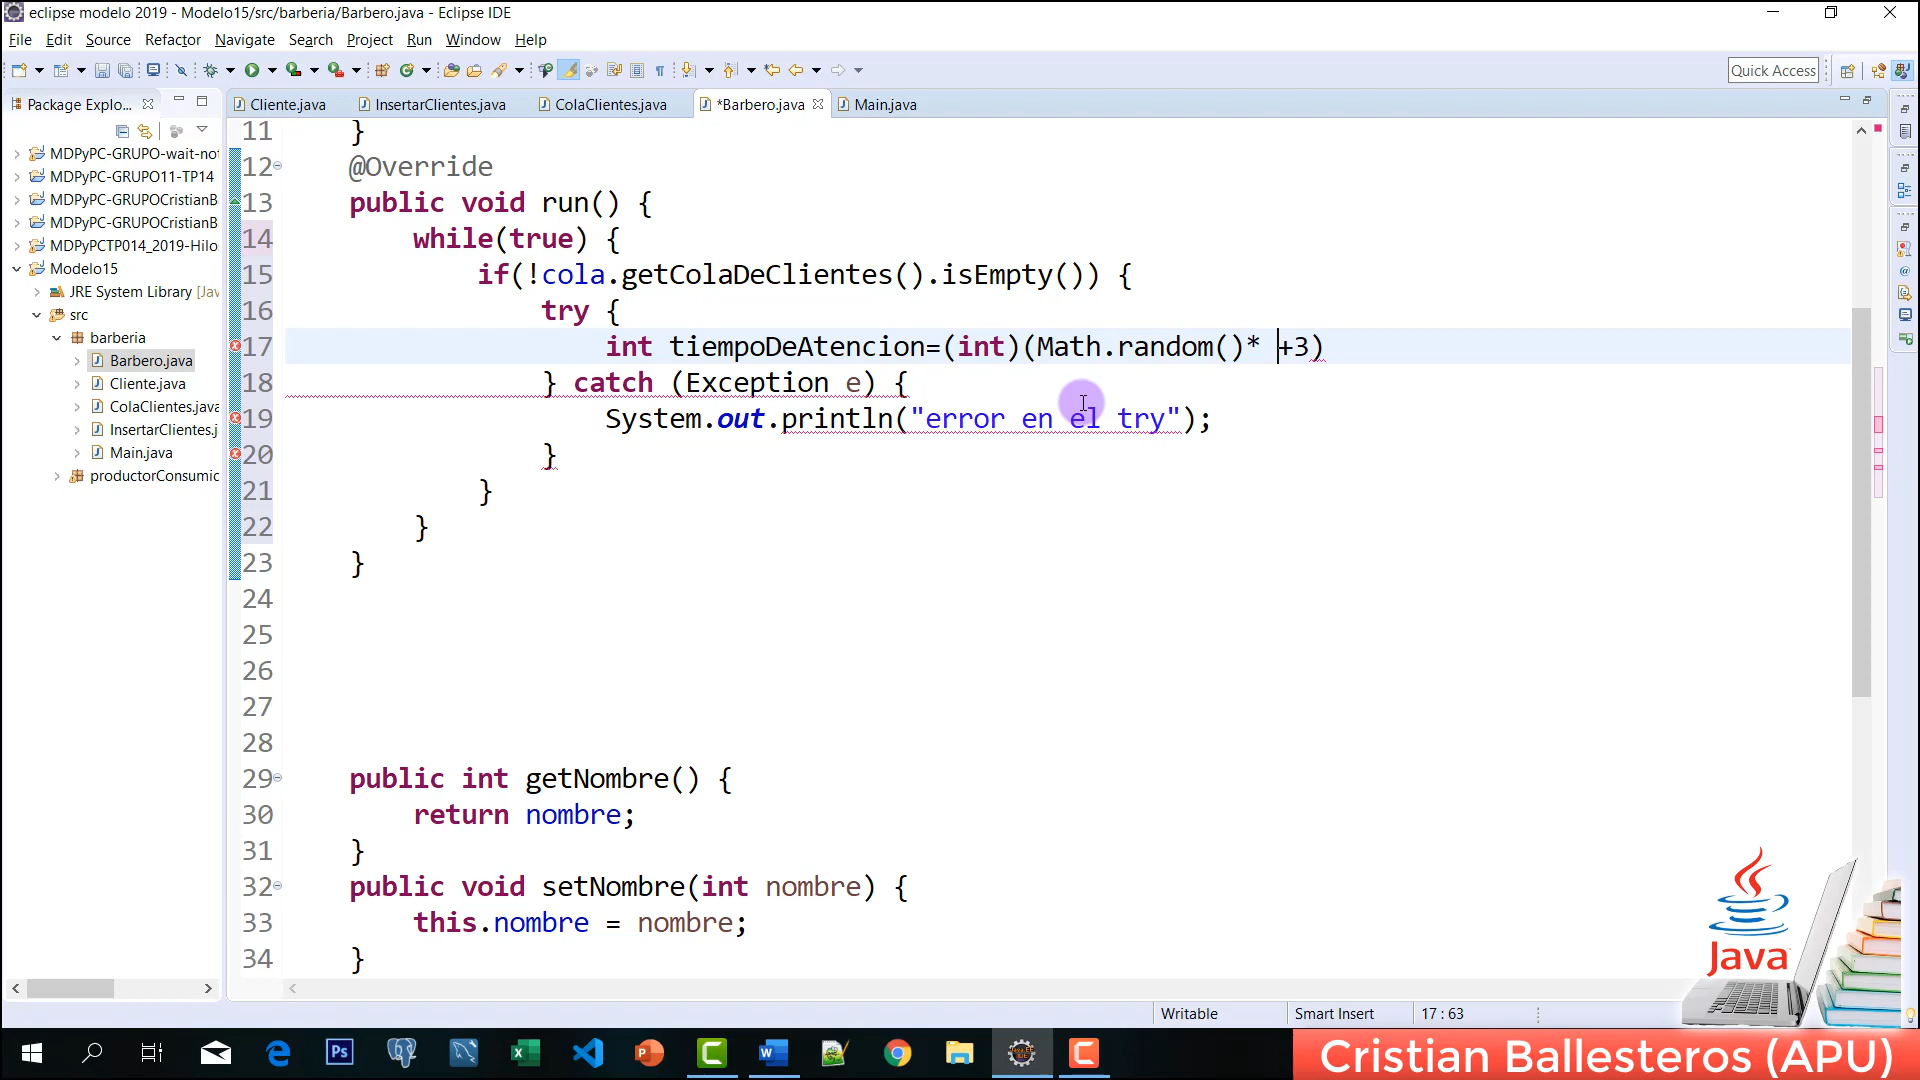 eclipse modelo 2019 - Modelo15/src/barberia/Barbero.java - Eclipse IDE
File Edit Source Refactor Navigate Search Project Run Window Help
Quick Access
Package Explo...
Cliente.java InsertarClientes.java ColaClientes.java *Barbero.java Main.java
MDPyPC-GRUPO-wait-not
MDPyPC-GRUPO11-TP14
MDPyPC-GRUPOCristianB
MDPyPC-GRUPOCristianB
MDPyPCTP014_2019-Hilo
Modelo15
JRE System Library [Jav
src
barberia
Barbero.java
Cliente.java
ColaClientes.java
InsertarClientes.j
Main.java
productorConsumic
11 }
12 @Override
13 public void run() {
14 while(true) {
15 if(!cola.getColaDeClientes().isEmpty()) {
16 try {
17 int tiempoDeAtencion=(int)(Math.random()* +3)
18 } catch (Exception e) {
19 System.out.println("error en el try");
20 }
21 }
22 }
23 }
24
25
26
27
28
29 public int getNombre() {
30 return nombre;
31 }
32 public void setNombre(int nombre) {
33 this.nombre = nombre;
34 }
Java
Writable Smart Insert 17 : 63
Cristian Ballesteros (APU)